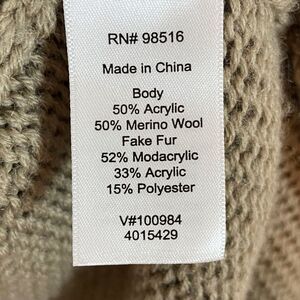 RN# 98516
Made in China
Body
50% Acrylic
50% Merino Wool
Fake Fur
52% Modacrylic
33% Acrylic
15% Polyester
V#100984
4015429